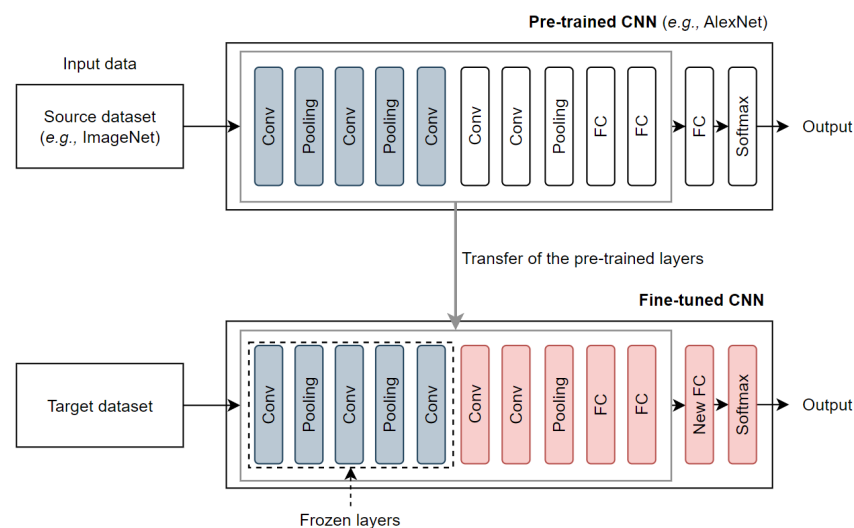 Pre-trained CNN (e.g., AlexNet)
Input data
Source dataset
(e.g., ImageNet)
Conv
Pooling
Conv
Pooling
Conv
Conv
Conv
Pooling
FC
FC
FC
Softmax
Output
Transfer of the pre-trained layers
Fine-tuned CNN
Target dataset
Conv
Pooling
Conv
Pooling
Conv
Conv
Conv
Pooling
FC
FC
New FC
Softmax
Output
Frozen layers